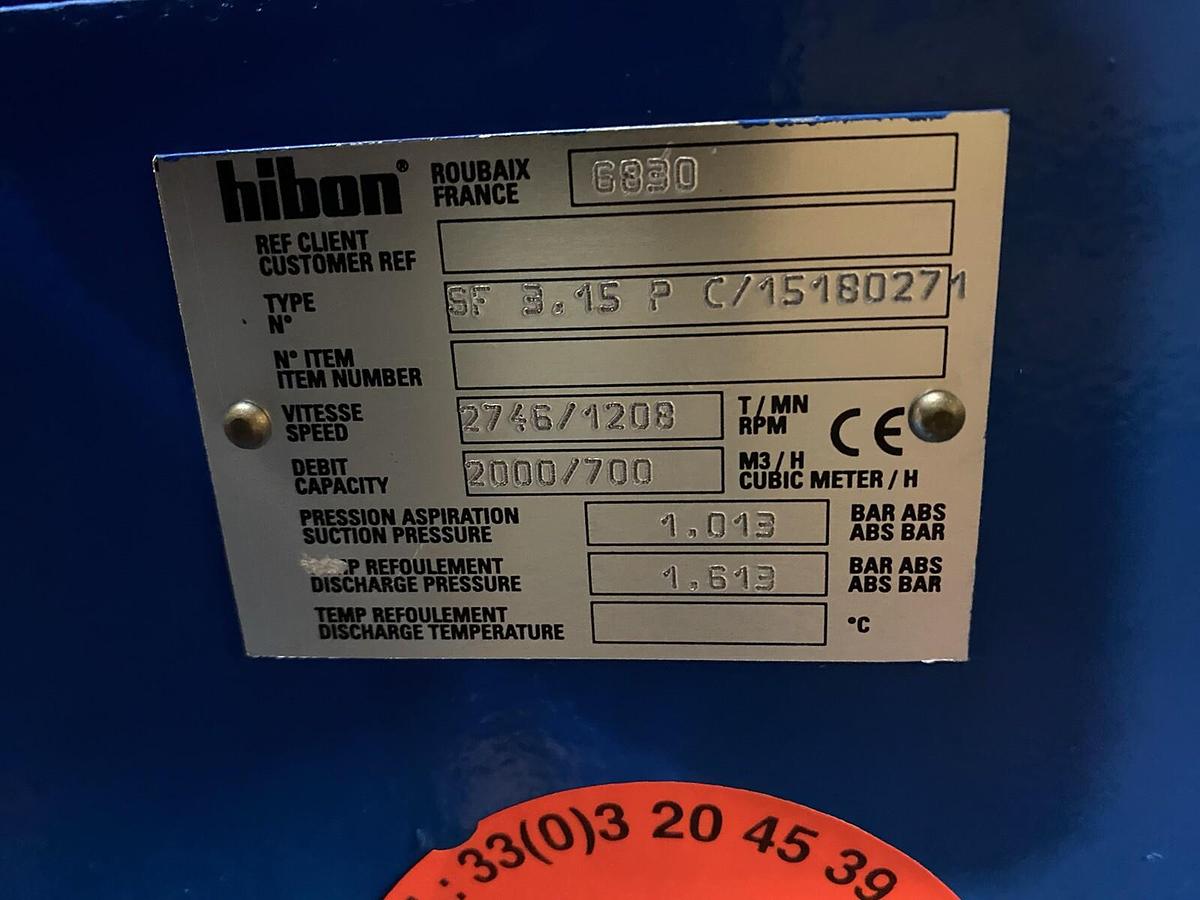 hibon® ROUBAIX FRANCE 6830
REF CLIENT
CUSTOMER REF
TYPE SF 3.15 P C/15180271
N°
N° ITEM
ITEM NUMBER
VITESSE 2746/1208 T/MN
SPEED RPM CE
DEBIT 2000/700 M3/H
CAPACITY CUBIC METER/H
PRESSION ASPIRATION 1,013 BAR ABS
SUCTION PRESSURE ABS BAR
REFOULEMENT 1,613 BAR ABS
DISCHARGE PRESSURE ABS BAR
TEMP REFOULEMENT °C
DISCHARGE TEMPERATURE
: 33(0)3 20 45 39